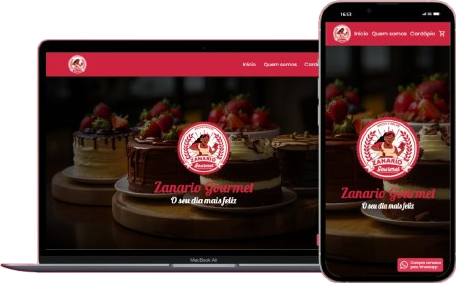 Início Quem somos Cardáp
ZANARIO
Gourmet
Zanario Gourmet
O seu dia mais feliz
MacBook Air
16:51
Início Quem somos Cardápio
ZANARIO
Gourmet
Zanario Gourmet
O seu dia mais feliz
Compre conosco
pelo Whatsapp